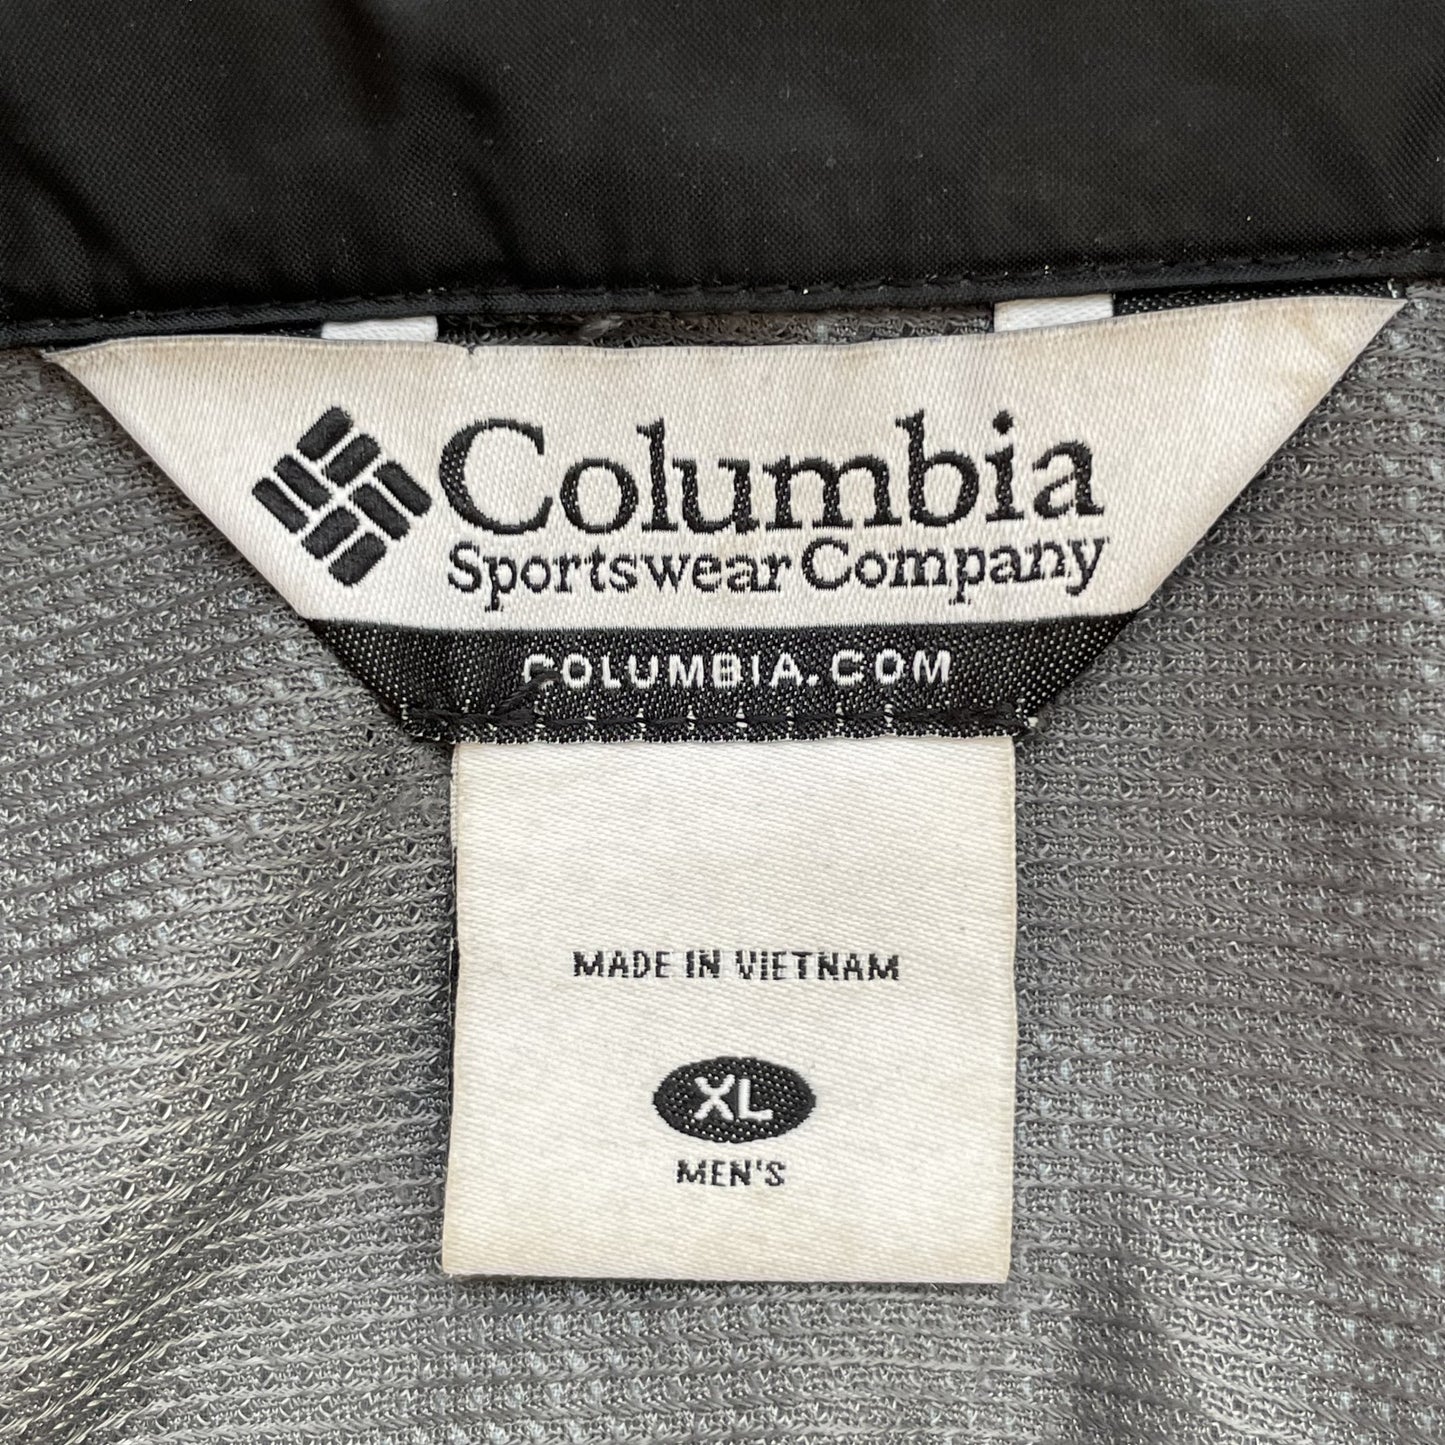 Columbia
Sportswear Company
COLUMBIA.COM
MADE IN VIETNAM
XL
MEN'S